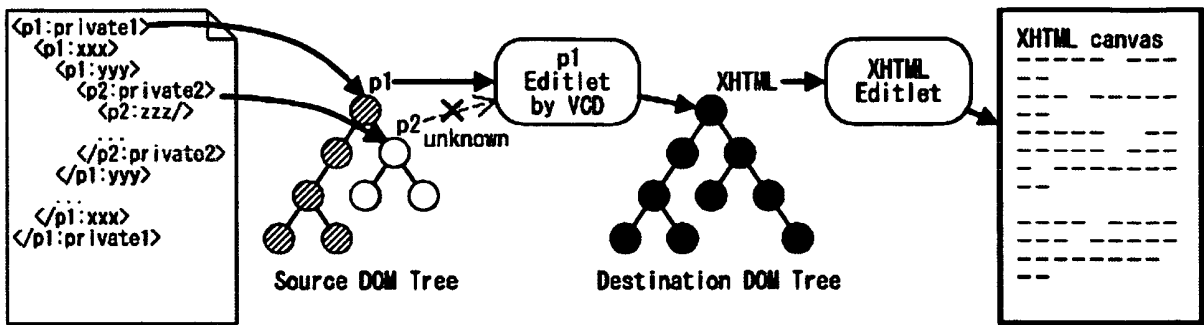 <p1:private1>
<p1:xxx>
<p1:yyy>
<p2:private2>
<p2:zzz/>
...
</p2:private2>
</p1:yyy>
...
</p1:xxx>
</p1:private1>
p1
p2
unknown
Source DOM Tree
p1
Editlet
by VCD
XHTML
Destination DOM Tree
XHTML
Editlet
XHTML canvas